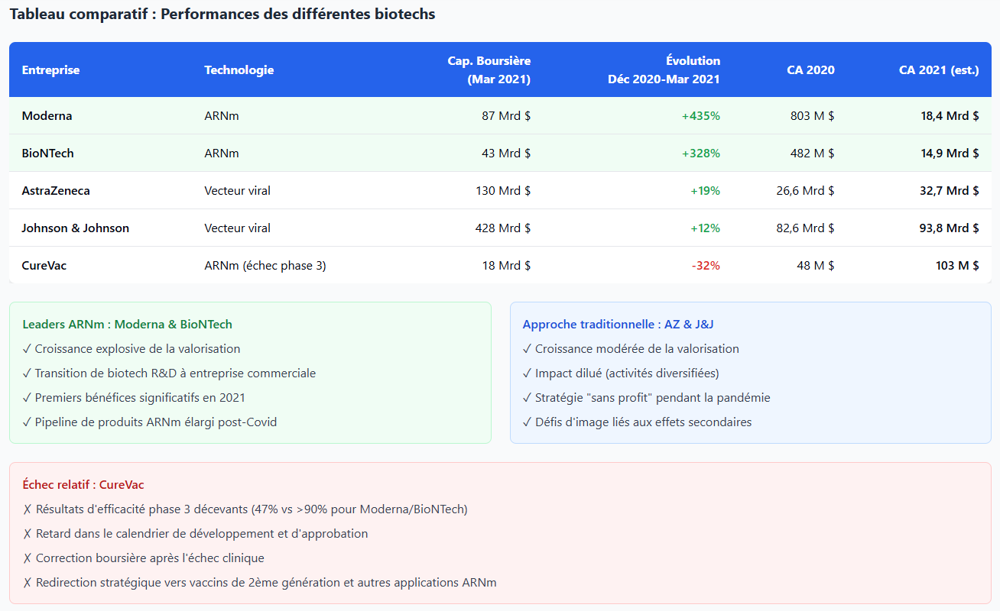 Tableau comparatif : Performances des différentes biotechs
Entreprise Technologie Cap. Boursière (Mar 2021) Évolution Déc 2020-Mar 2021 CA 2020 CA 2021 (est.)
Moderna ARNm 87 Mrd $ +435% 803 M $ 18,4 Mrd $
BioNTech ARNm 43 Mrd $ +328% 482 M $ 14,9 Mrd $
AstraZeneca Vecteur viral 130 Mrd $ +19% 26,6 Mrd $ 32,7 Mrd $
Johnson & Johnson Vecteur viral 428 Mrd $ +12% 82,6 Mrd $ 93,8 Mrd $
CureVac ARNm (échec phase 3) 18 Mrd $ -32% 48 M $ 103 M $
Leaders ARNm : Moderna & BioNTech
✓ Croissance explosive de la valorisation
✓ Transition de biotech R&D à entreprise commerciale
✓ Premiers bénéfices significatifs en 2021
✓ Pipeline de produits ARNm élargi post-Covid
Approche traditionnelle : AZ & J&J
✓ Croissance modérée de la valorisation
✓ Impact dilué (activités diversifiées)
✓ Stratégie "sans profit" pendant la pandémie
✓ Défis d'image liés aux effets secondaires
Échec relatif : CureVac
✗ Résultats d'efficacité phase 3 décevants (47% vs >90% pour Moderna/BioNTech)
✗ Retard dans le calendrier de développement et d'approbation
✗ Correction boursière après l'échec clinique
✗ Redirection stratégique vers vaccins de 2ème génération et autres applications ARNm